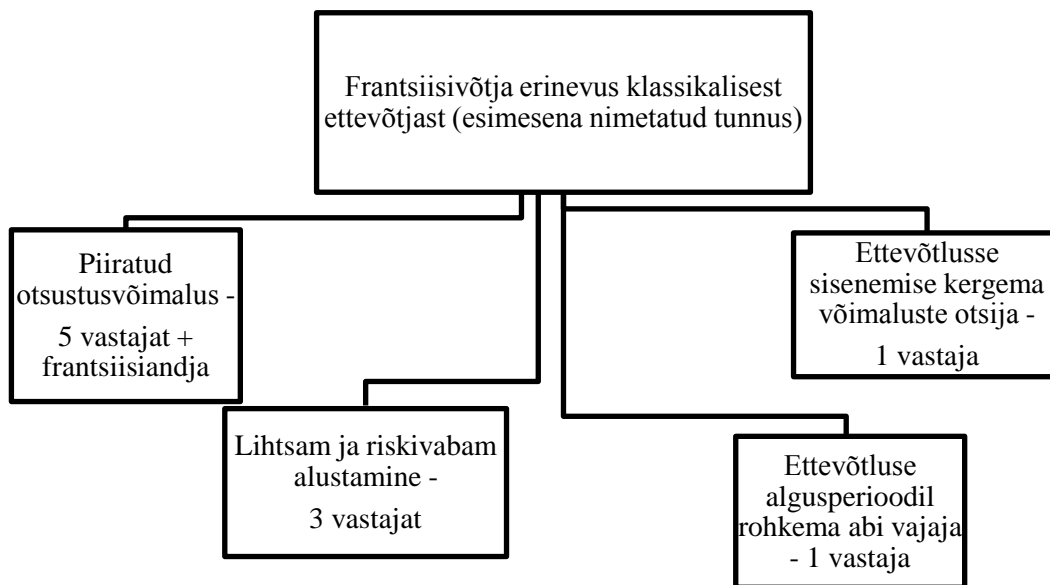 Frantsiisivõtja erinevus klassikalisest
ettevõtjast (esimesena nimetatud tunnus)
Piiratud
otsustusvõimalus -
5 vastajat +
frantsiisiandja
Lihtsam ja riskivabam
alustamine -
3 vastajat
Ettevõtluse
algusperioodil
rohkema abi vajaja
- 1 vastaja
Ettevõtlusse
sisenemise kergema
võimaluste otsija -
1 vastaja